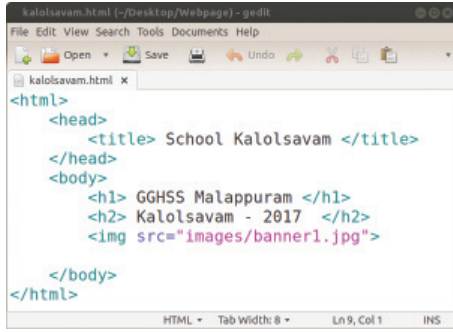 kalolsavam.html (~/Desktop/Webpage) - gedit
File Edit View Search Tools Documents Help
Open Save Undo
kalolsavam.html x
<html>
<head>
<title> School Kalolsavam </title>
</head>
<body>
<h1> GGHSS Malappuram </h1>
<h2> Kalolsavam - 2017  </h2>
<img src="images/banner1.jpg">
</body>
</html>
HTML Tab Width: 8 Ln 9, Col 1 INS